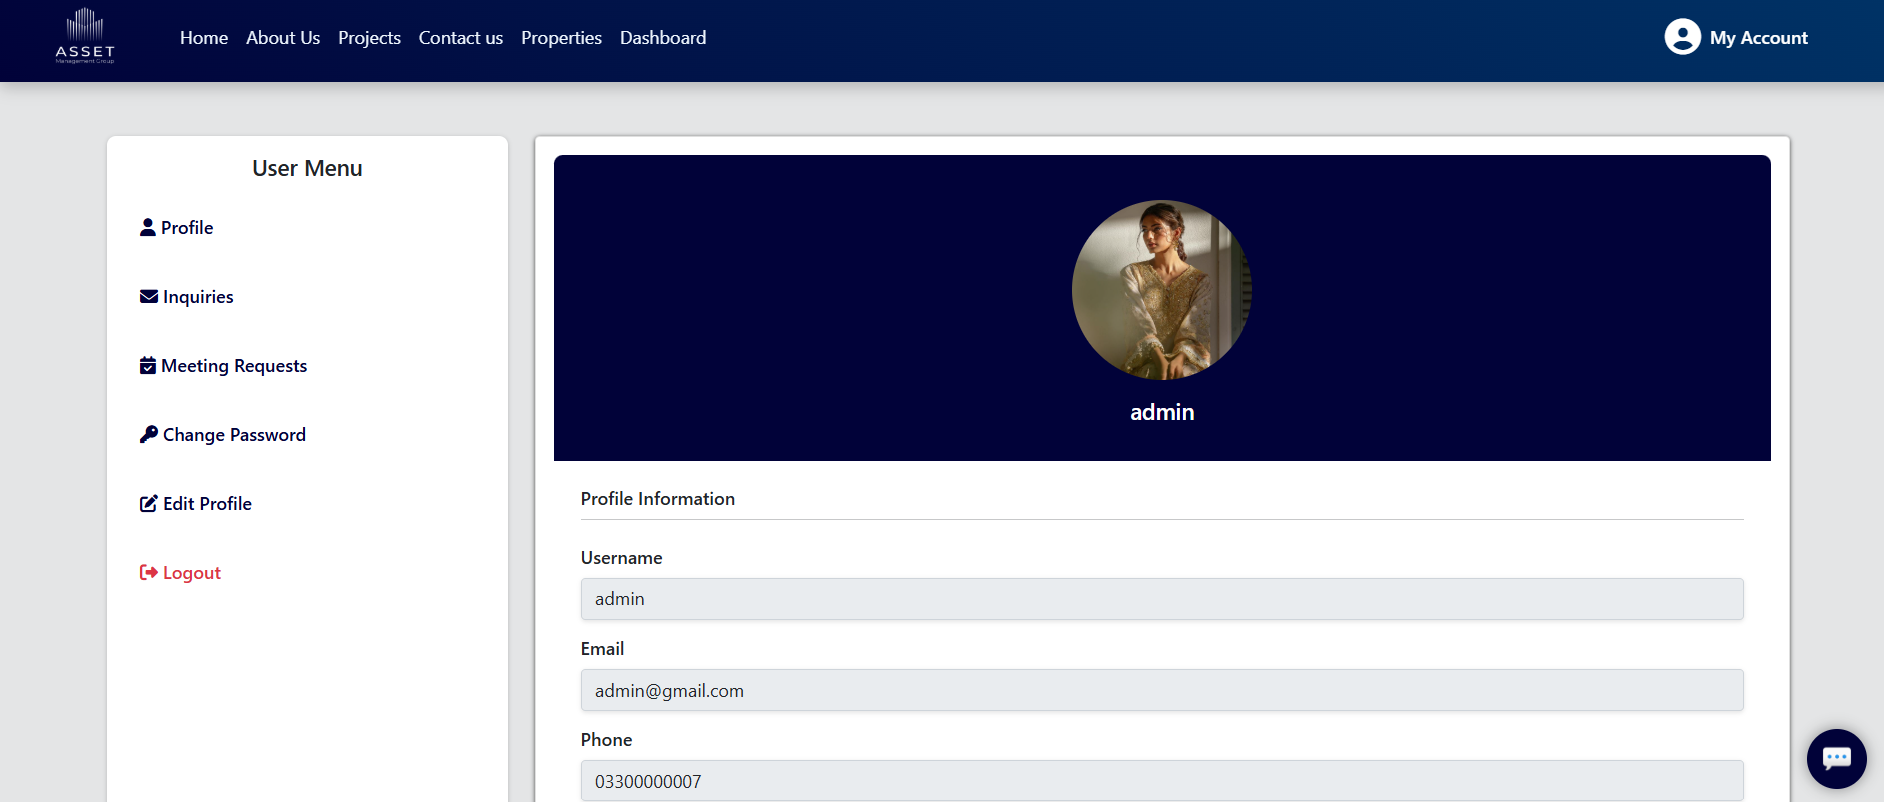 ASSET
Management Group
Home About Us Projects Contact us Properties Dashboard
My Account
User Menu
Profile
Inquiries
Meeting Requests
Change Password
Edit Profile
Logout
admin
Profile Information
Username
admin
Email
admin@gmail.com
Phone
03300000007